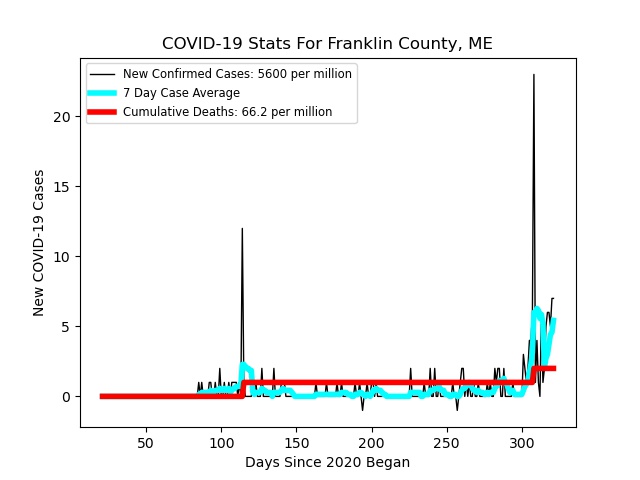 COVID-19 Stats For Franklin County, ME
New Confirmed Cases: 5600 per million
7 Day Case Average
Cumulative Deaths: 66.2 per million
New COVID-19 Cases
20
15
10
5
0
50 100 150 200 250 300
Days Since 2020 Began